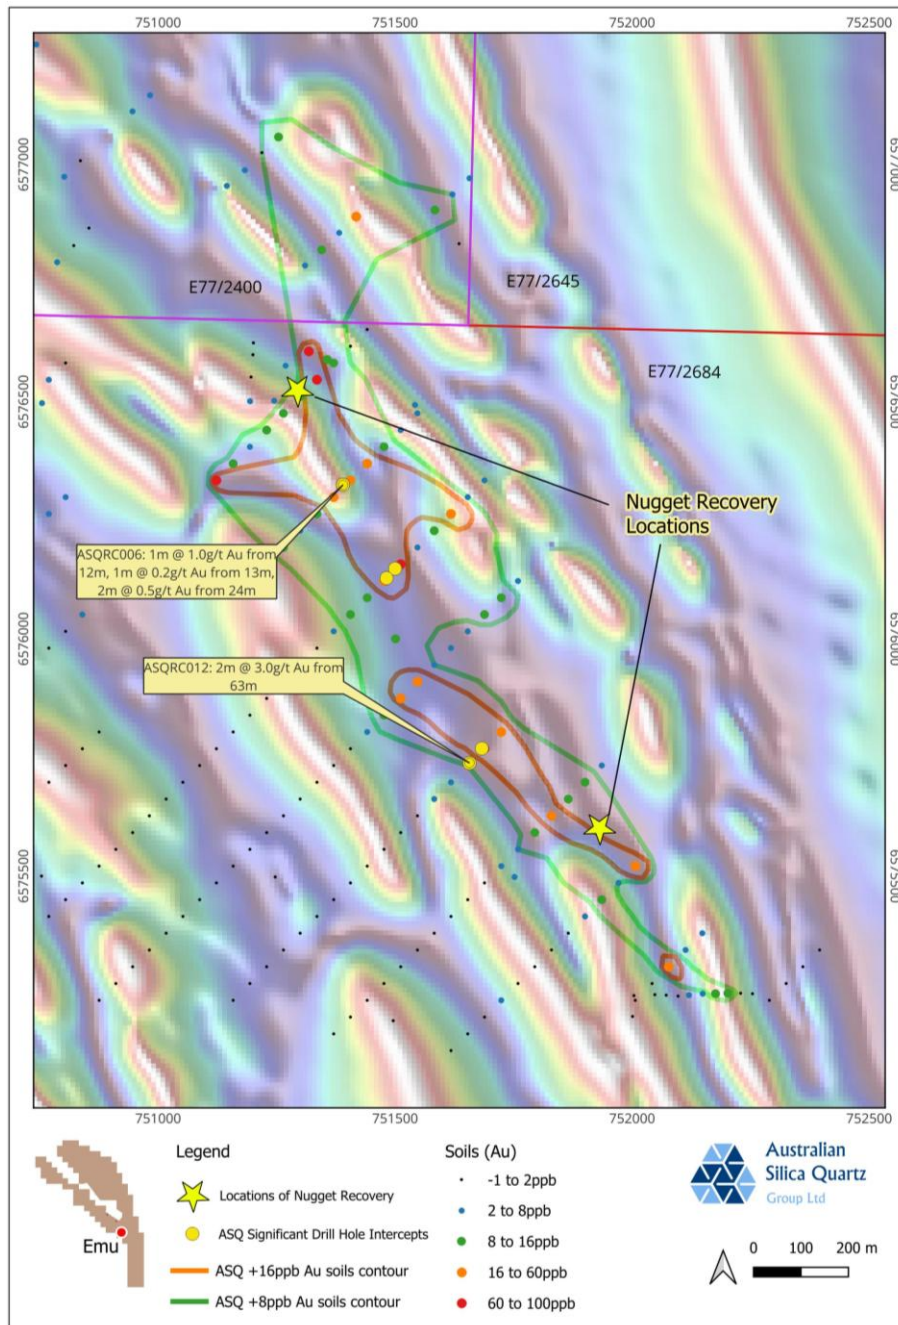 751000 751500 752000 752500
6577000 6577000
E77/2400
E77/2645
E77/2684
6576500 6576500
Nugget Recovery
Locations
ASQRC006: 1m @ 1.0g/t Au from
12m, 1m @ 0.2g/t Au from 13m,
2m @ 0.5g/t Au from 24m
6576000 6576000
ASQRC012: 2m @ 3.0g/t Au from
63m
6575500 6575500
751000 751500 752000 752500
Emu
Legend
Locations of Nugget Recovery
ASQ Significant Drill Hole Intercepts
ASQ +16ppb Au soils contour
ASQ +8ppb Au soils contour
Soils (Au)
-1 to 2ppb
2 to 8ppb
8 to 16ppb
16 to 60ppb
60 to 100ppb
Australian
Silica Quartz
Group Ltd
0 100 200 m